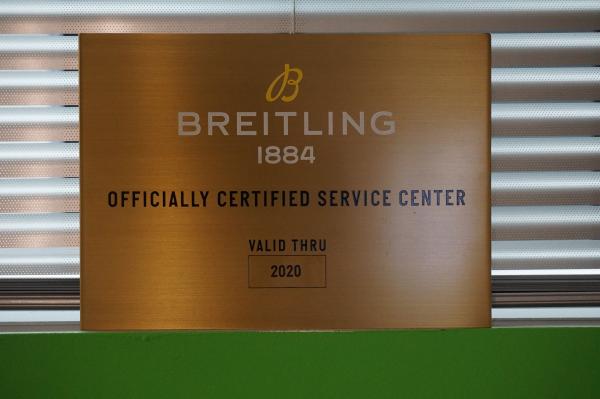 B
BREITLING
1884
OFFICIALLY CERTIFIED SERVICE CENTER
VALID THRU
2020